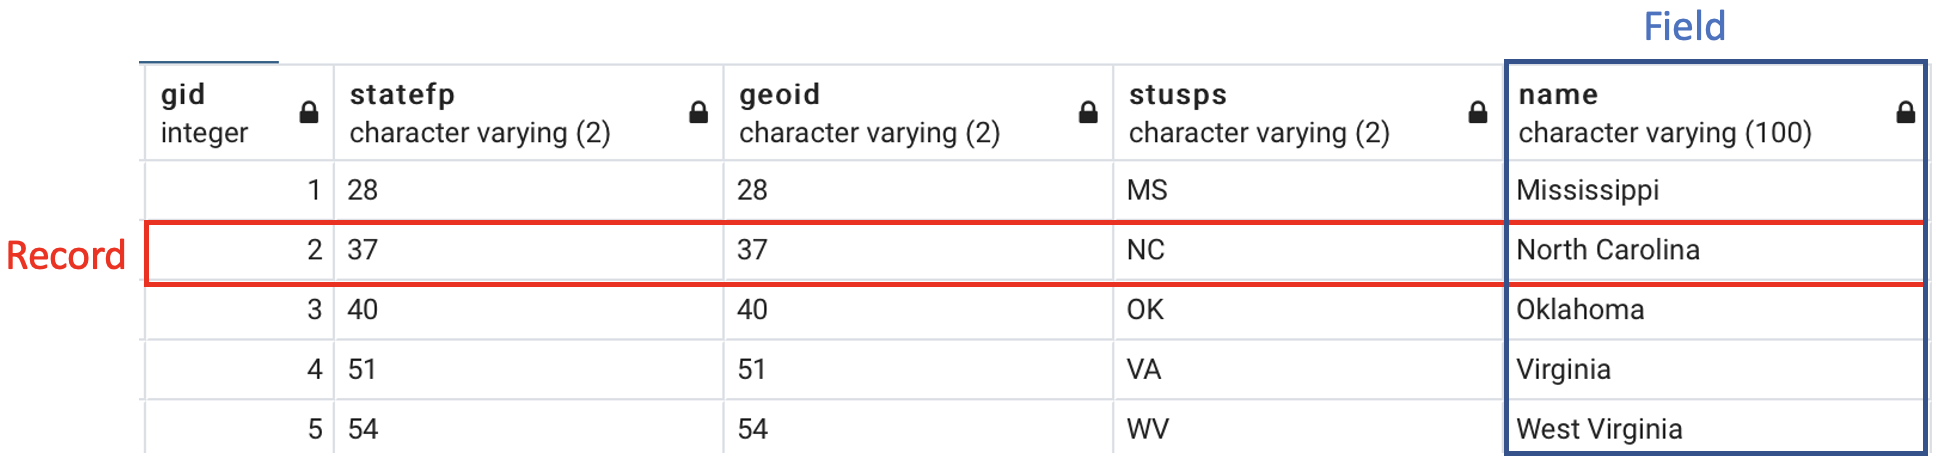 Field
gid statefp geoid stusps name
integer character varying (2) character varying (2) character varying (2) character varying (100)
1 28 28 MS Mississippi
Record 2 37 37 NC North Carolina
3 40 40 OK Oklahoma
4 51 51 VA Virginia
5 54 54 WV West Virginia